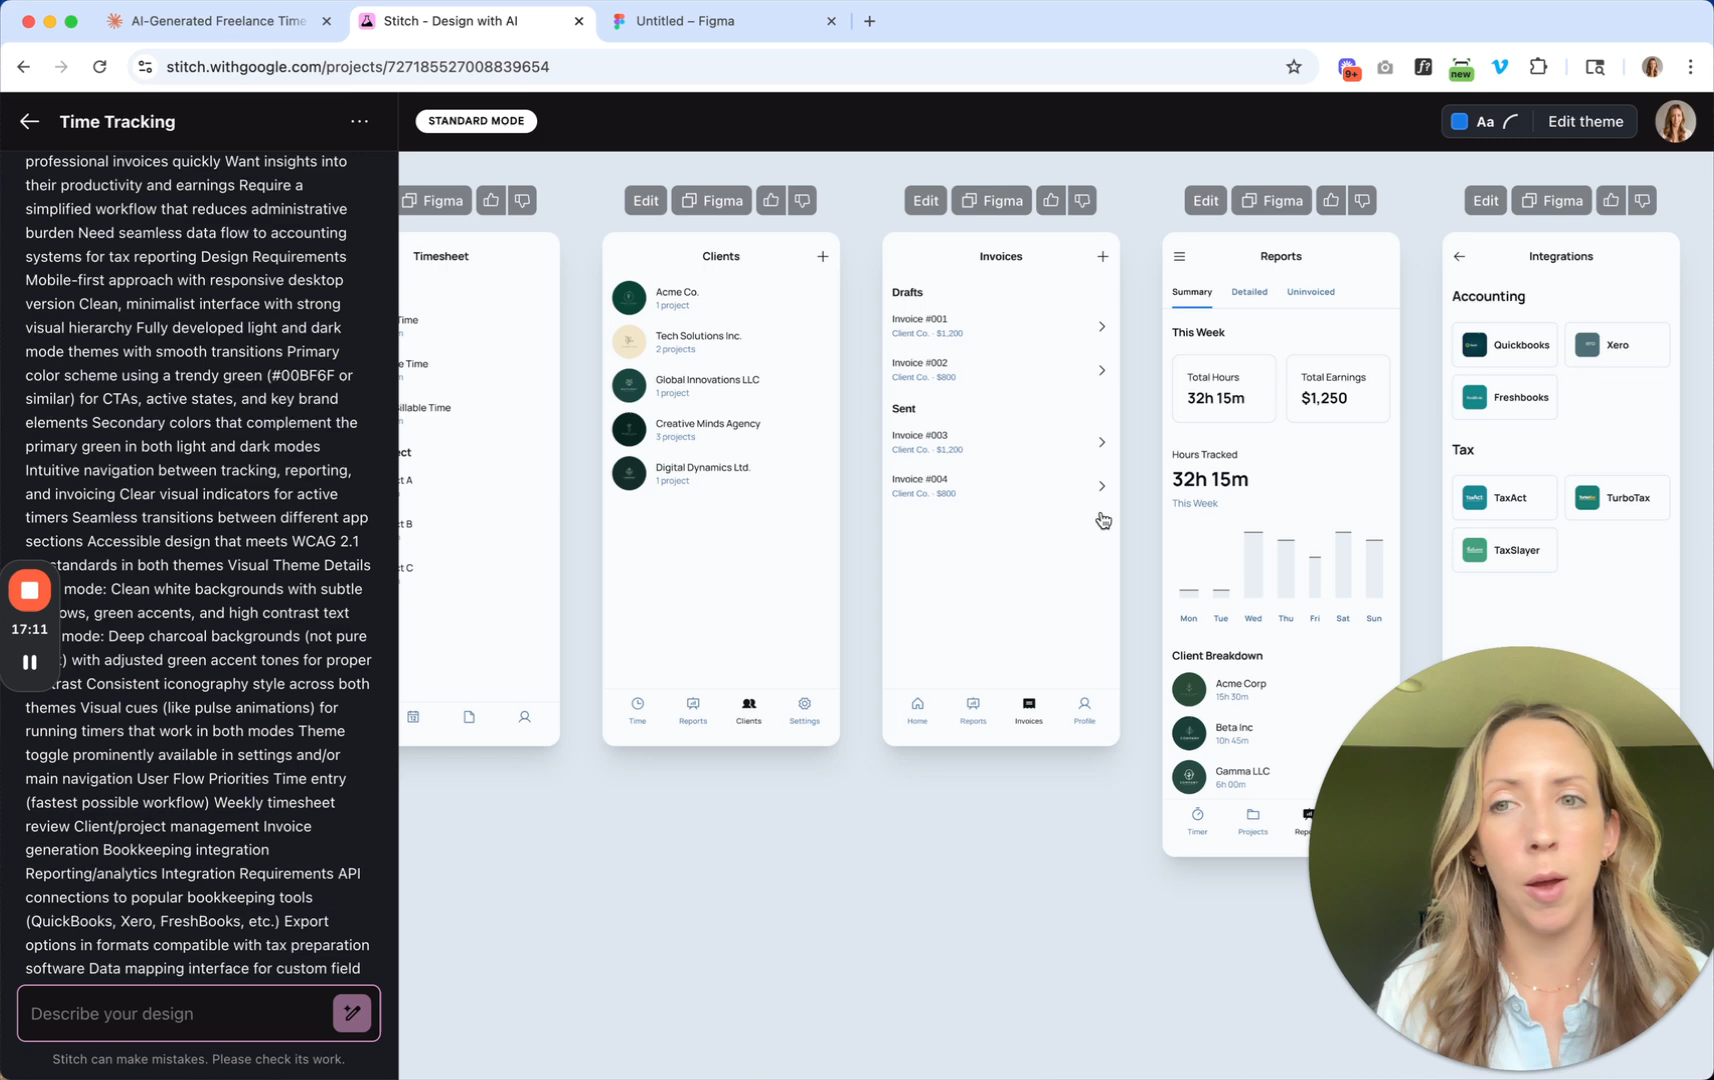 AI-Generated Freelance Time
Stitch - Design with AI
Untitled – Figma
stitch.withgoogle.com/projects/727185527008839654
9+
f?
new
Time Tracking
STANDARD MODE
Aa
Edit theme
professional invoices quickly Want insights into
their productivity and earnings Require a
simplified workflow that reduces administrative
burden Need seamless data flow to accounting
systems for tax reporting Design Requirements
Mobile-first approach with responsive desktop
version Clean, minimalist interface with strong
visual hierarchy Fully developed light and dark
mode themes with smooth transitions Primary
color scheme using a trendy green (#00BF6F or
similar) for CTAs, active states, and key brand
elements Secondary colors that complement the
primary green in both light and dark modes
Intuitive navigation between tracking, reporting,
and invoicing Clear visual indicators for active
timers Seamless transitions between different app
sections Accessible design that meets WCAG 2.1
standards in both themes Visual Theme Details
mode: Clean white backgrounds with subtle
ows, green accents, and high contrast text
mode: Deep charcoal backgrounds (not pure
) with adjusted green accent tones for proper
trast Consistent iconography style across both
themes Visual cues (like pulse animations) for
running timers that work in both modes Theme
toggle prominently available in settings and/or
main navigation User Flow Priorities Time entry
(fastest possible workflow) Weekly timesheet
review Client/project management Invoice
generation Bookkeeping integration
Reporting/analytics Integration Requirements API
connections to popular bookkeeping tools
(QuickBooks, Xero, FreshBooks, etc.) Export
options in formats compatible with tax preparation
software Data mapping interface for custom field
17:11
Describe your design
Stitch can make mistakes. Please check its work.
Figma
Timesheet
Time
e Time
illable Time
ct
ct A
ct B
ct C
Edit
Figma
Clients
Acme Co.
1 project
Tech Solutions Inc.
2 projects
Global Innovations LLC
1 project
Creative Minds Agency
3 projects
Digital Dynamics Ltd.
1 project
Time
Reports
Clients
Settings
Edit
Figma
Invoices
Drafts
Invoice #001
Client Co. · $1,200
Invoice #002
Client Co. · $800
Sent
Invoice #003
Client Co. · $1,200
Invoice #004
Client Co. · $800
Home
Reports
Invoices
Profile
Edit
Figma
Reports
Summary
Detailed
Uninvoiced
This Week
Total Hours
32h 15m
Total Earnings
$1,250
Hours Tracked
32h 15m
This Week
Mon
Tue
Wed
Thu
Fri
Sat
Sun
Client Breakdown
Acme Corp
15h 30m
Beta Inc
10h 45m
Gamma LLC
6h 00m
Timer
Projects
Repo
Edit
Figma
Integrations
Accounting
Quickbooks
Xero
Freshbooks
Tax
TaxAct
TurboTax
TaxSlayer